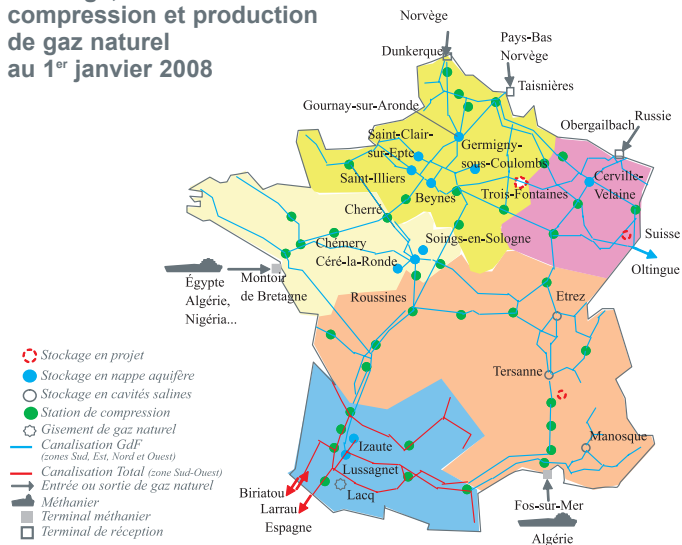 compression et production
de gaz naturel
au 1er janvier 2008
Norvège
Dunkerque
Pays-Bas
Norvège
Taisnières
Gournay-sur-Aronde
Russie
Obergailbach
Saint-Clair-
sur-Epte
Germigny-
sous-Coulombs
Saint-Illiers
Cerville-
Velaine
Beynes
Trois-Fontaines
Cherré
Suisse
Soings-en-Sologne
Chémery
Céré-la-Ronde
Oltingue
Égypte
Algérie,
Nigéria...
Montoir
de Bretagne
Roussines
Etrez
Tersanne
Manosque
Izaute
Lussagnet
Lacq
Biriatou
Larrau
Espagne
Fos-sur-Mer
Algérie
Stockage en projet
Stockage en nappe aquifère
Stockage en cavités salines
Station de compression
Gisement de gaz naturel
Canalisation GdF
(zones Sud, Est, Nord et Ouest)
Canalisation Total (zone Sud-Ouest)
Entrée ou sortie de gaz naturel
Méthanier
Terminal méthanier
Terminal de réception